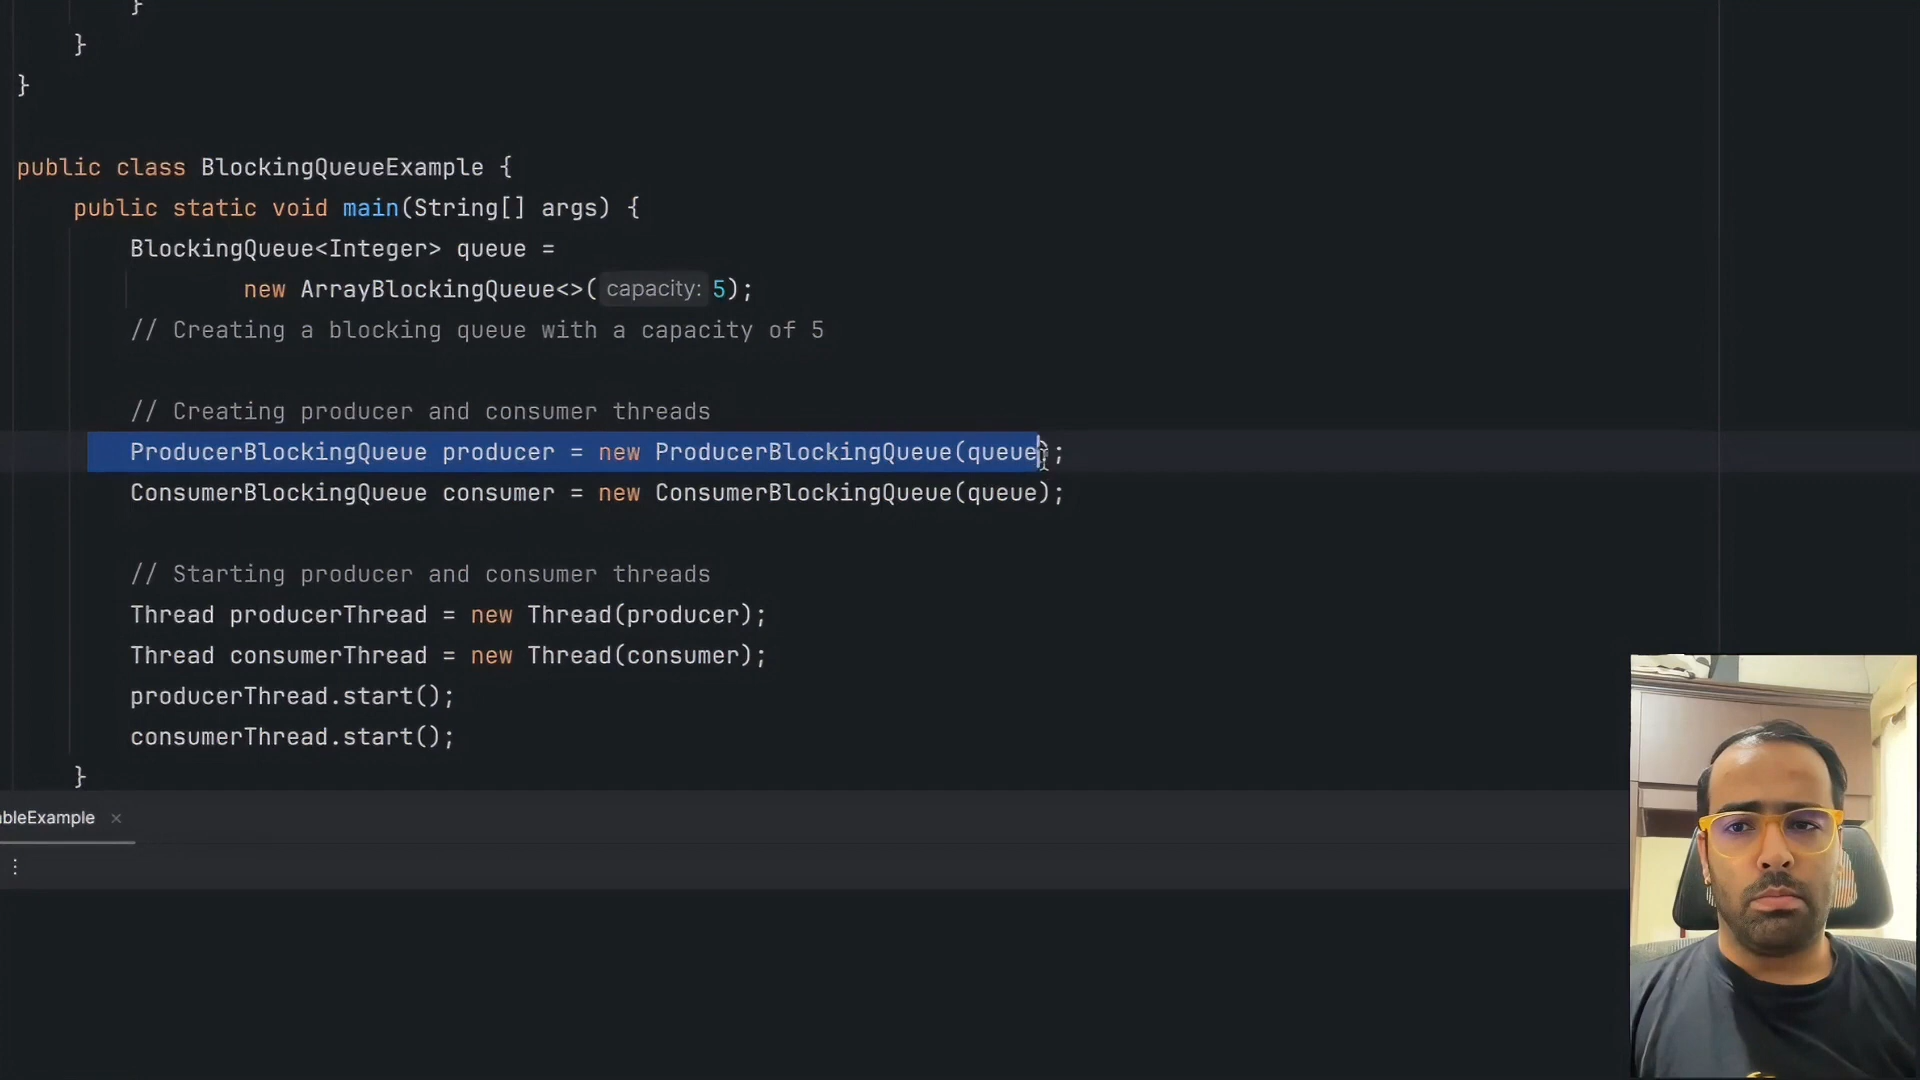 }
}
}
public class BlockingQueueExample {
public static void main(String[] args) {
BlockingQueue<Integer> queue =
new ArrayBlockingQueue<>( capacity: 5);
// Creating a blocking queue with a capacity of 5
// Creating producer and consumer threads
ProducerBlockingQueue producer = new ProducerBlockingQueue(queue);
ConsumerBlockingQueue consumer = new ConsumerBlockingQueue(queue);
// Starting producer and consumer threads
Thread producerThread = new Thread(producer);
Thread consumerThread = new Thread(consumer);
producerThread.start();
consumerThread.start();
}
bleExample